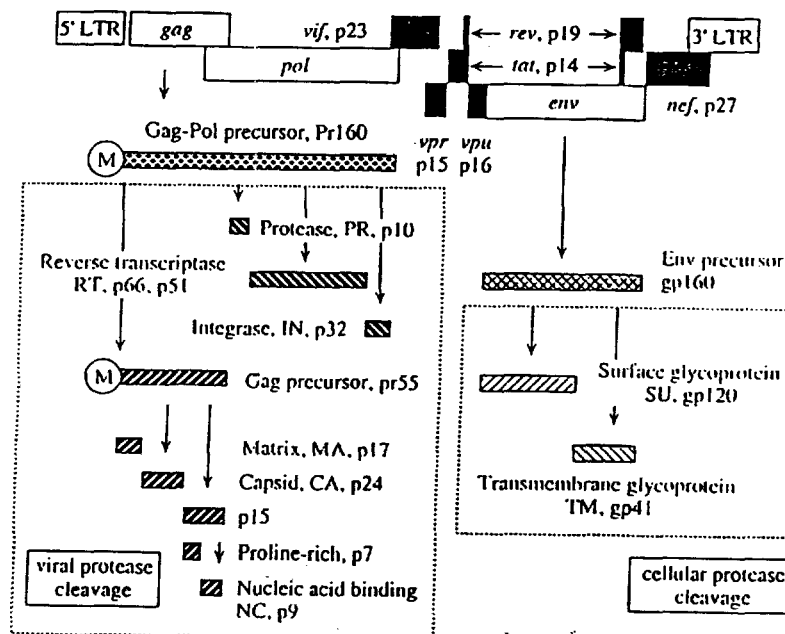 5' LTR
gag
vif, p23
rev, p19
3' LTR
pol
tat, p14
env
nef, p27
Gag-Pol precursor, Pr160
vpr
p15
vpu
p16
M
Protease, PR, p10
Reverse transcriptase
RT, p66, p51
Env precursor
gp160
Integrase, IN, p32
M
Gag precursor, pr55
Surface glycoprotein
SU, gp120
Matrix, MA, p17
Capsid, CA, p24
Transmembrane glycoprotein
TM, gp41
p15
Proline-rich, p7
viral protease
cleavage
Nucleic acid binding
NC, p9
cellular protease
cleavage